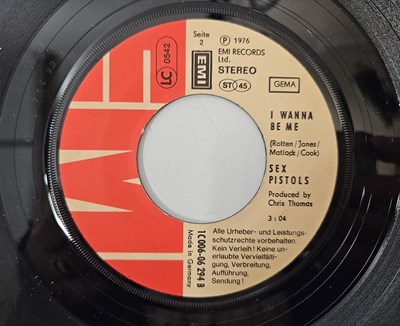 Seite
2
Ⓟ 1976
EMI RECORDS
Ltd.
STEREO
LC 0542
EMI
ST 45
GEMA
I WANNA
BE ME
(Rotten/Jones/
Matlock/Cook)
SEX
PISTOLS
Produced by
Chris Thomas
3:04
Alle Urheber- und Leistungs-
schutzrechte vorbehalten.
Kein Verleih! Keine un-
erlaubte Vervielfälti-
gung, Verbreitung,
Aufführung,
Sendung!
1C006-06 294 B
Made in Germany
EMI